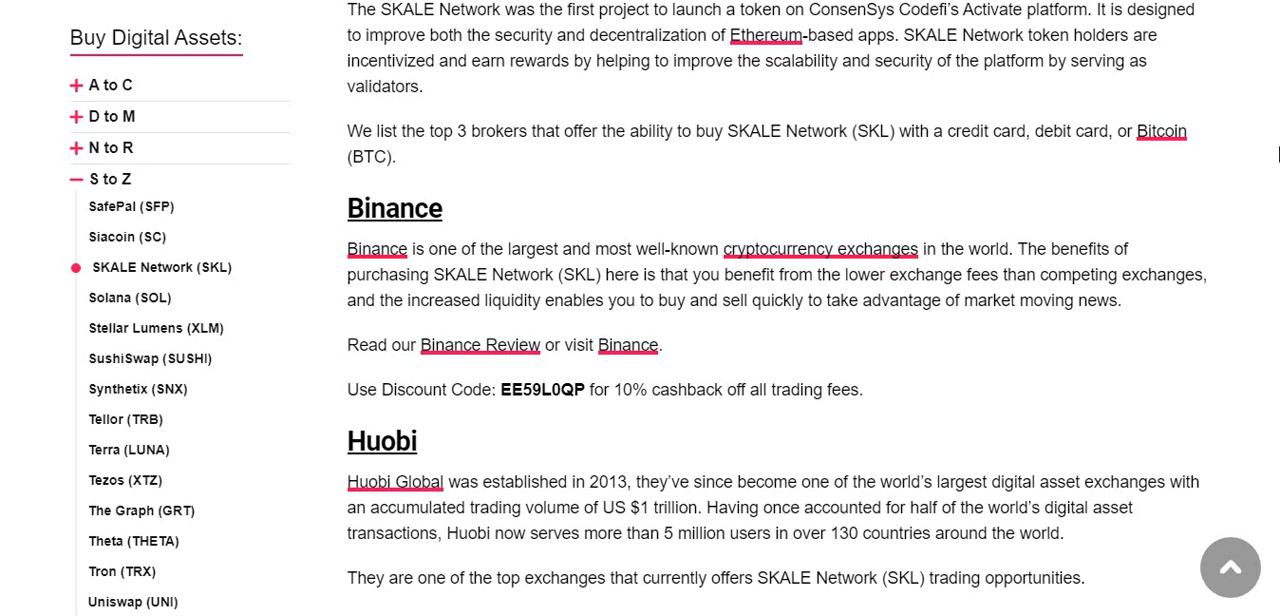 Buy Digital Assets:
A to C
D to M
N to R
S to Z
SafePal (SFP)
Siacoin (SC)
SKALE Network (SKL)
Solana (SOL)
Stellar Lumens (XLM)
SushiSwap (SUSHI)
Synthetix (SNX)
Tellor (TRB)
Terra (LUNA)
Tezos (XTZ)
The Graph (GRT)
Theta (THETA)
Tron (TRX)
Uniswap (UNI)
The SKALE Network was the first project to launch a token on ConsenSys Codefi’s Activate platform. It is designed
to improve both the security and decentralization of Ethereum-based apps. SKALE Network token holders are
incentivized and earn rewards by helping to improve the scalability and security of the platform by serving as
validators.
We list the top 3 brokers that offer the ability to buy SKALE Network (SKL) with a credit card, debit card, or Bitcoin
(BTC).
Binance
Binance is one of the largest and most well-known cryptocurrency exchanges in the world. The benefits of
purchasing SKALE Network (SKL) here is that you benefit from the lower exchange fees than competing exchanges,
and the increased liquidity enables you to buy and sell quickly to take advantage of market moving news.
Read our Binance Review or visit Binance.
Use Discount Code: EE59L0QP for 10% cashback off all trading fees.
Huobi
Huobi Global was established in 2013, they’ve since become one of the world’s largest digital asset exchanges with
an accumulated trading volume of US $1 trillion. Having once accounted for half of the world’s digital asset
transactions, Huobi now serves more than 5 million users in over 130 countries around the world.
They are one of the top exchanges that currently offers SKALE Network (SKL) trading opportunities.